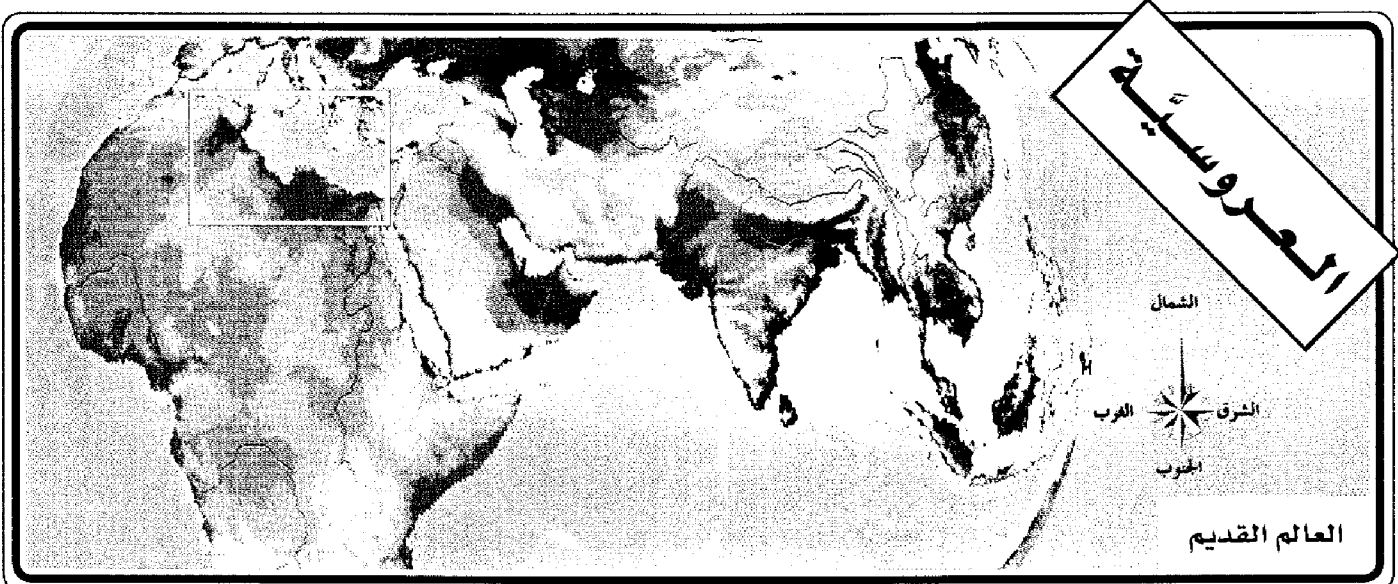 العروسيَّة
الشمال
الغرب
الشرق
الجنوب
العالم القديم